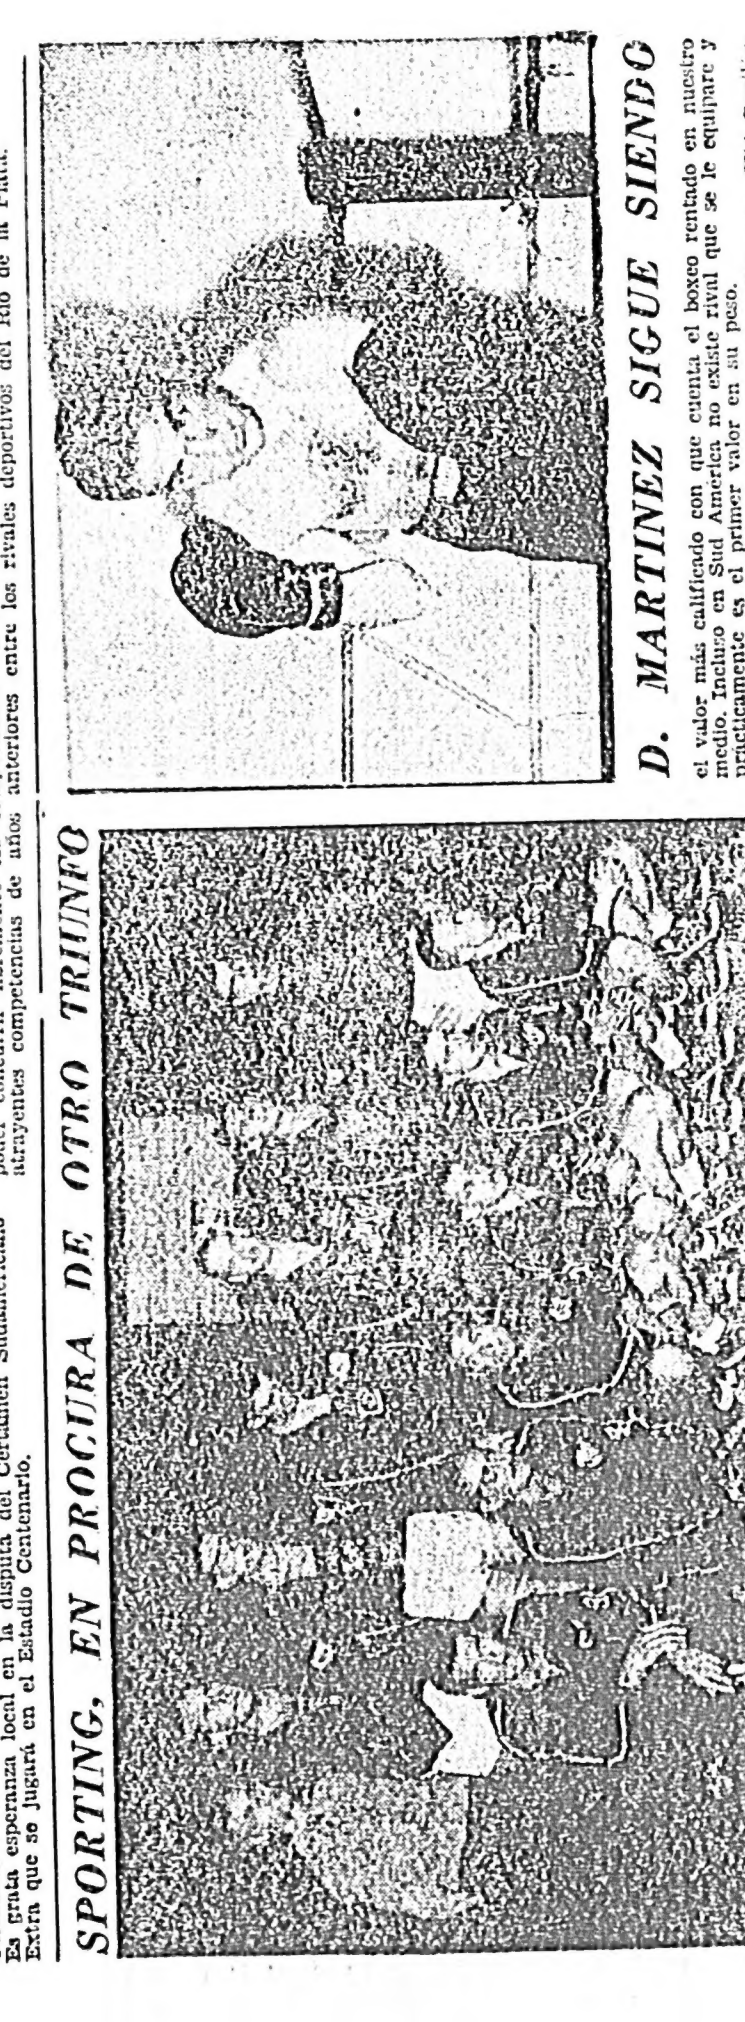 Es grata esperanza local en la disputa del Certamen Sudamericano
Extra que se jugará en el Estadio Centenario.
atrayentes competencias de años anteriores entre los rivales deportivos del Río de la Plata.
SPORTING, EN PROCURA DE OTRO TRIUNFO
D. MARTINEZ SIGUE SIENDO
el valor más calificado con que cuenta el boxeo rentado en nuestro
medio. Incluso en Sud América no existe rival que se le equipare y
prácticamente es el primer valor en su peso.